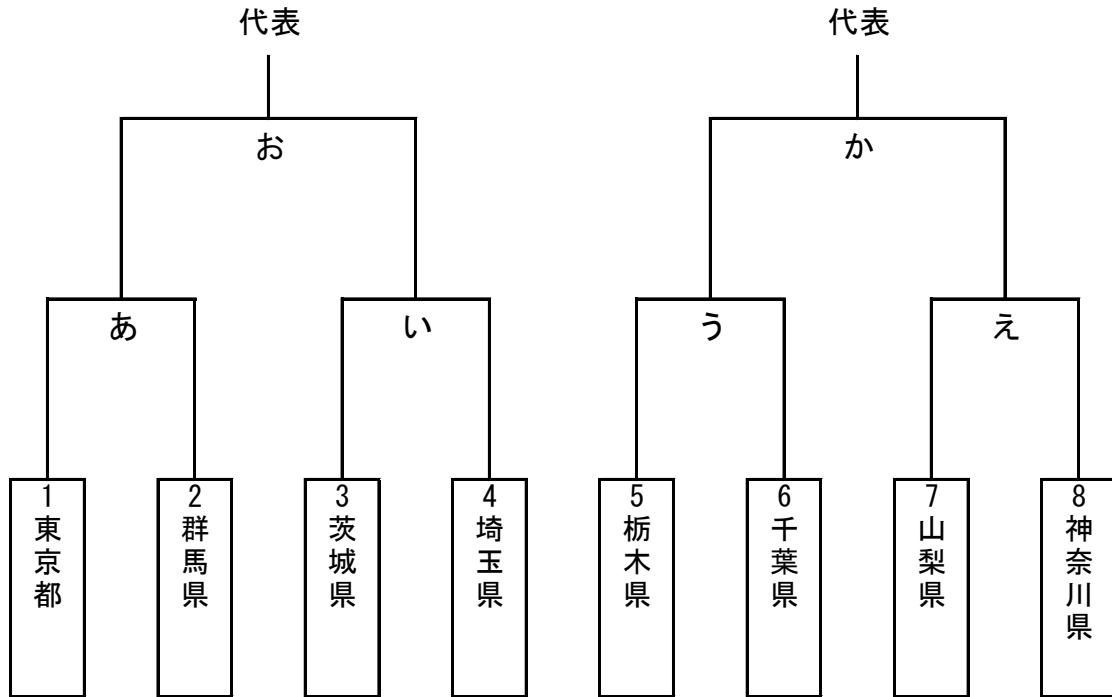 代表
代表
お
か
あ
い
う
え
1東京都
2群馬県
3茨城県
4埼玉県
5栃木県
6千葉県
7山梨県
8神奈川県